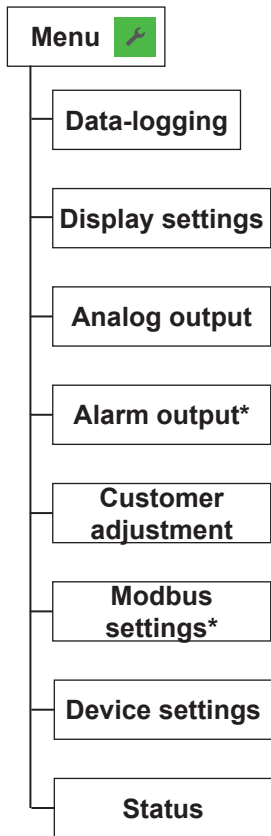 Menu
Data-logging
Display settings
Analog output
Alarm output*
Customer
adjustment
Modbus
settings*
Device settings
Status